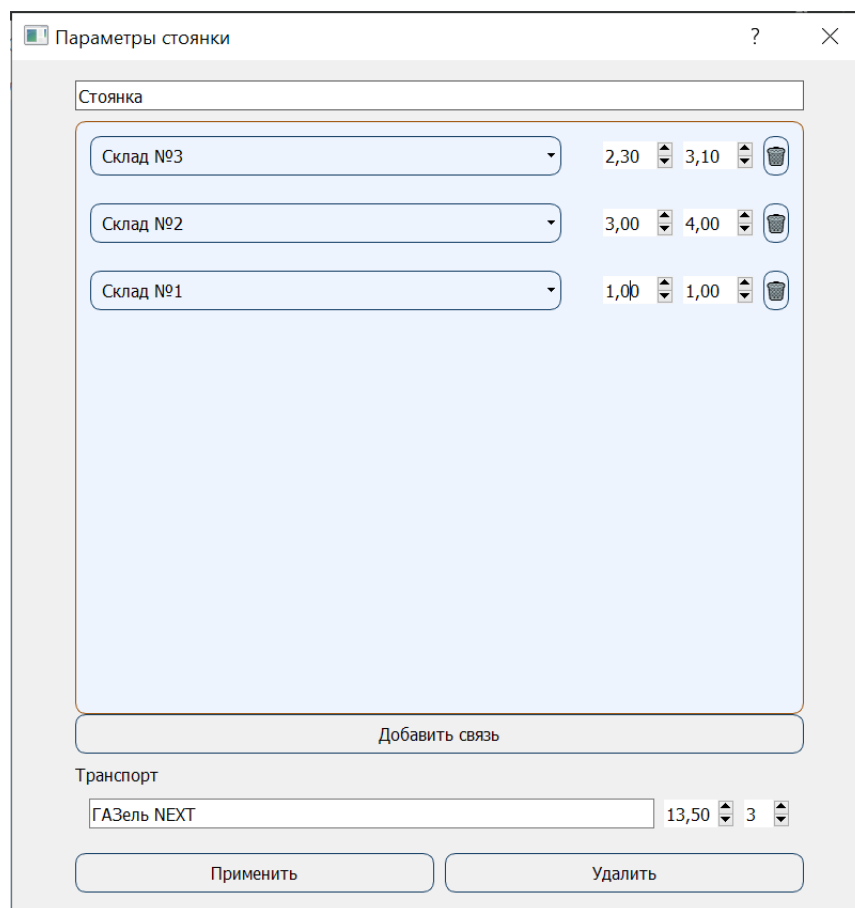 Параметры стоянки ?
Стоянка
Склад №3 2,30 3,10
Склад №2 3,00 4,00
Склад №1 1,00 1,00
Добавить связь
Транспорт
ГАЗель NEXT 13,50 3
Применить Удалить